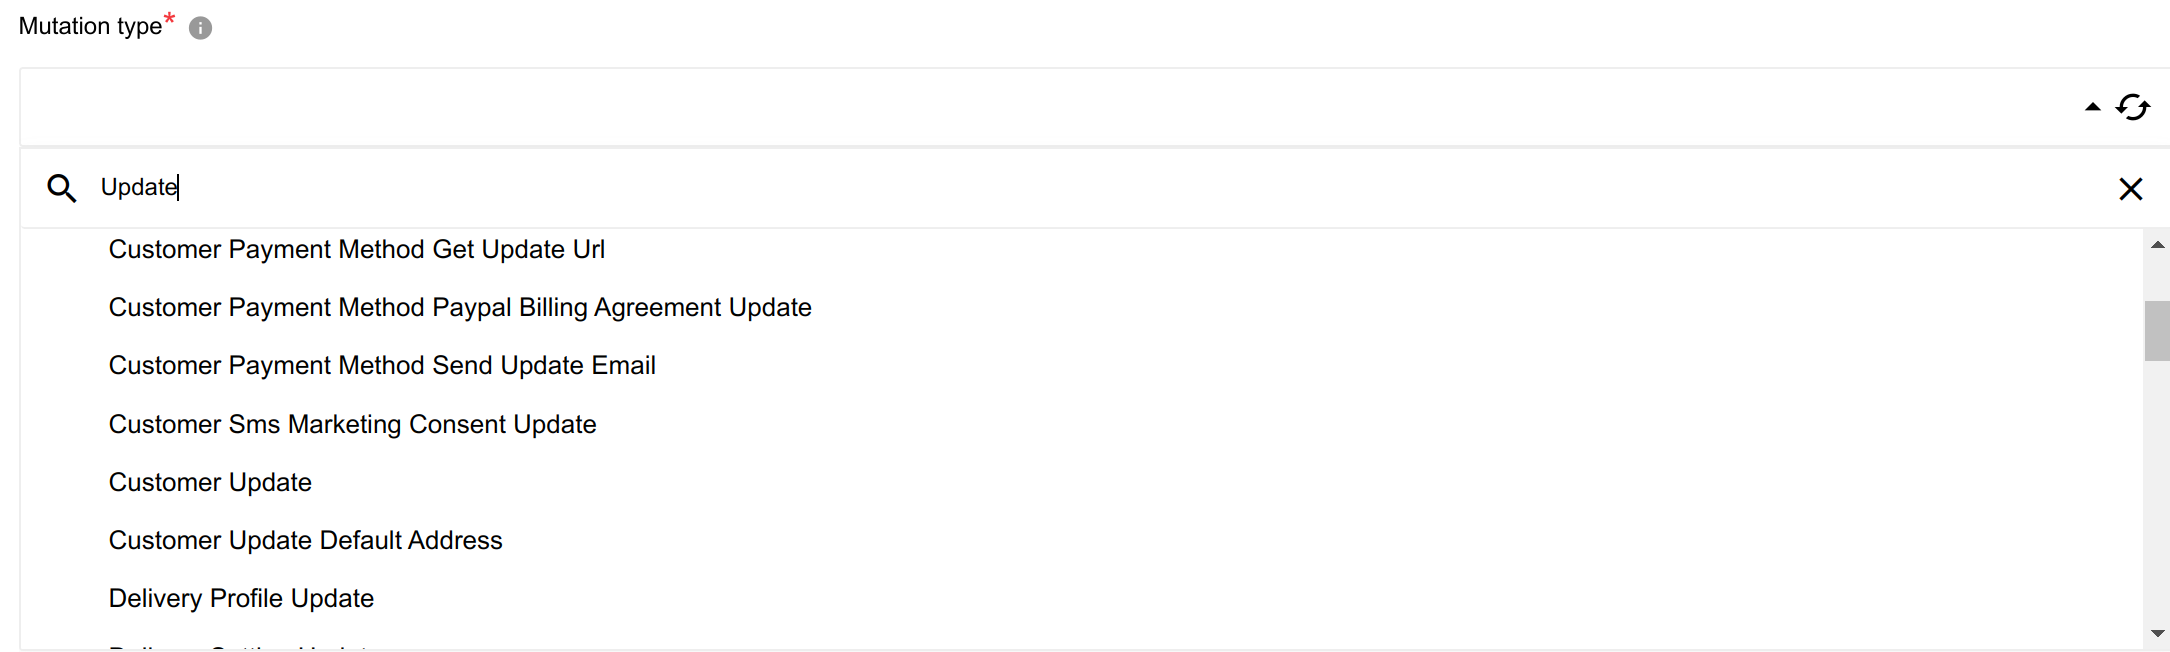 Mutation type*
Update
Customer Payment Method Get Update Url
Customer Payment Method Paypal Billing Agreement Update
Customer Payment Method Send Update Email
Customer Sms Marketing Consent Update
Customer Update
Customer Update Default Address
Delivery Profile Update